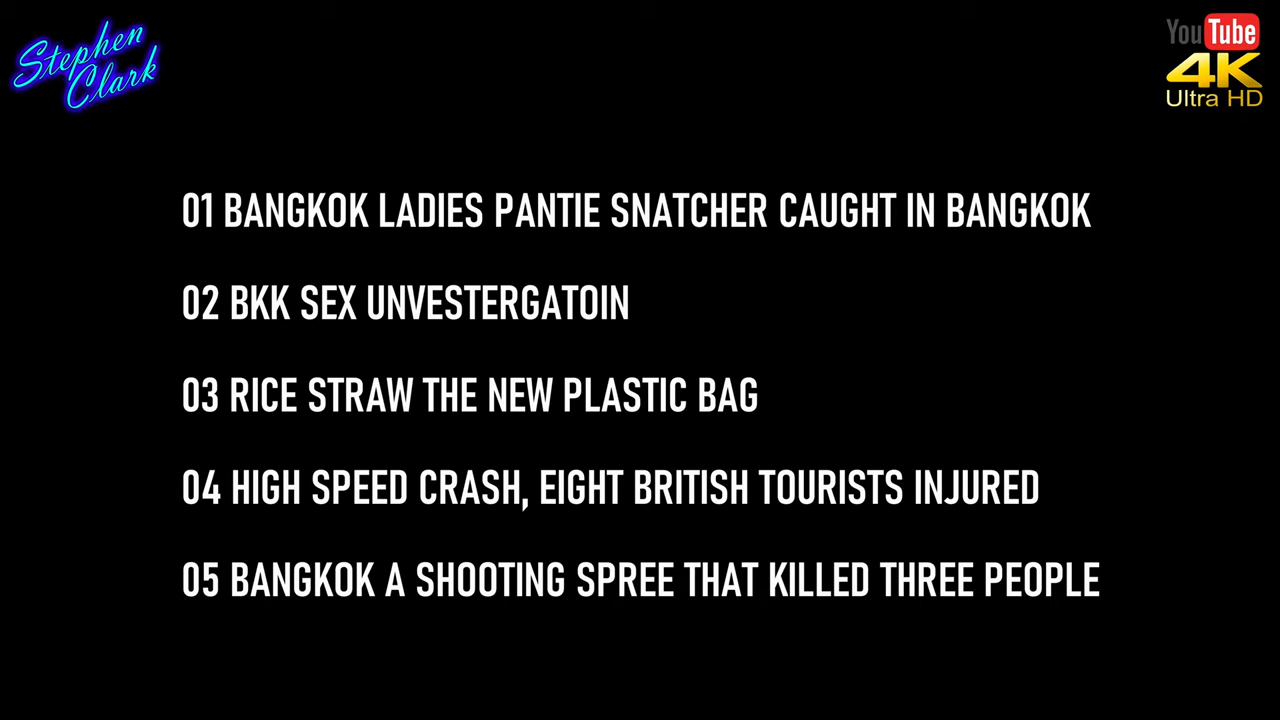 Stephen
Clark
YouTube
4K
Ultra HD
01 BANGKOK LADIES PANTIE SNATCHER CAUGHT IN BANGKOK
02 BKK SEX UNVESTERGATOIN
03 RICE STRAW THE NEW PLASTIC BAG
04 HIGH SPEED CRASH, EIGHT BRITISH TOURISTS INJURED
05 BANGKOK A SHOOTING SPREE THAT KILLED THREE PEOPLE